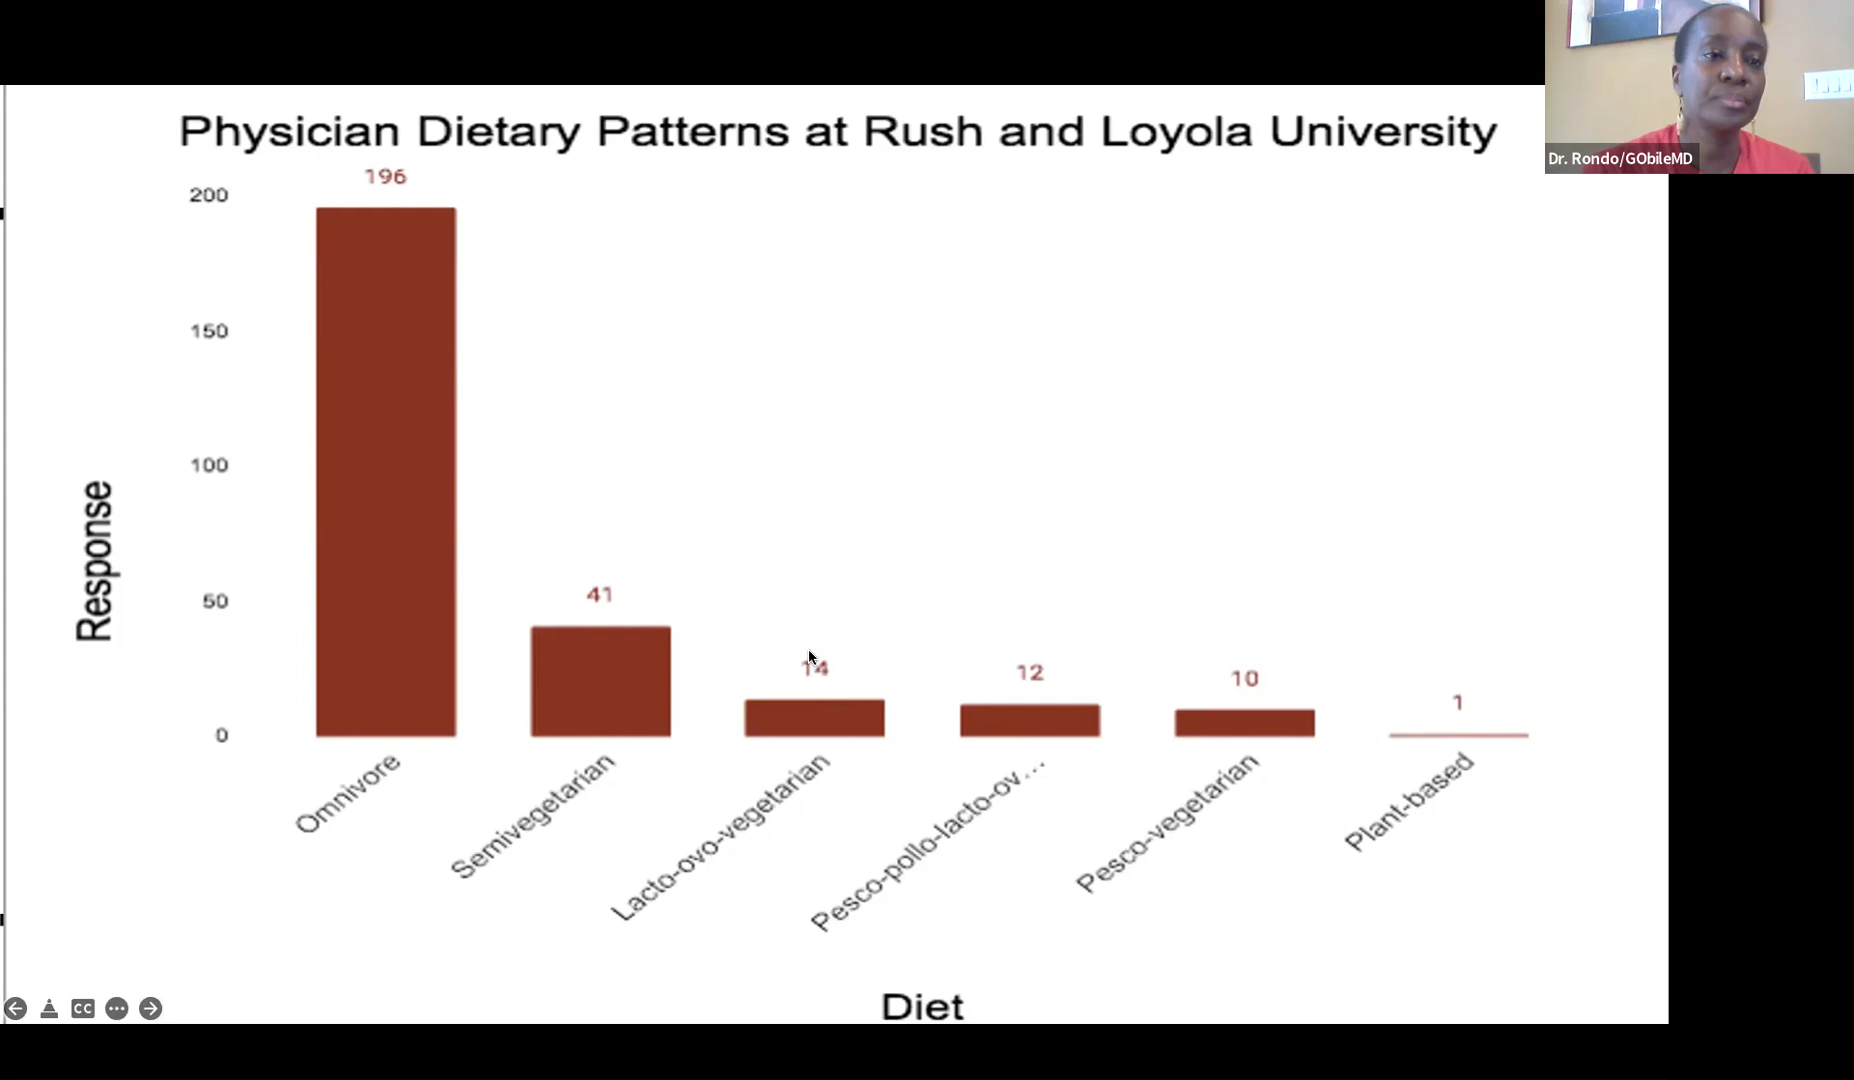 Physician Dietary Patterns at Rush and Loyola University
Dr. Rondo/GObileMD
196
200
150
100
50
0
41
14
12
10
1
Response
Omnivore
Semivegetarian
Lacto-ovo-vegetarian
Pesco-pollo-lacto-ov…
Pesco-vegetarian
Plant-based
Diet
CC